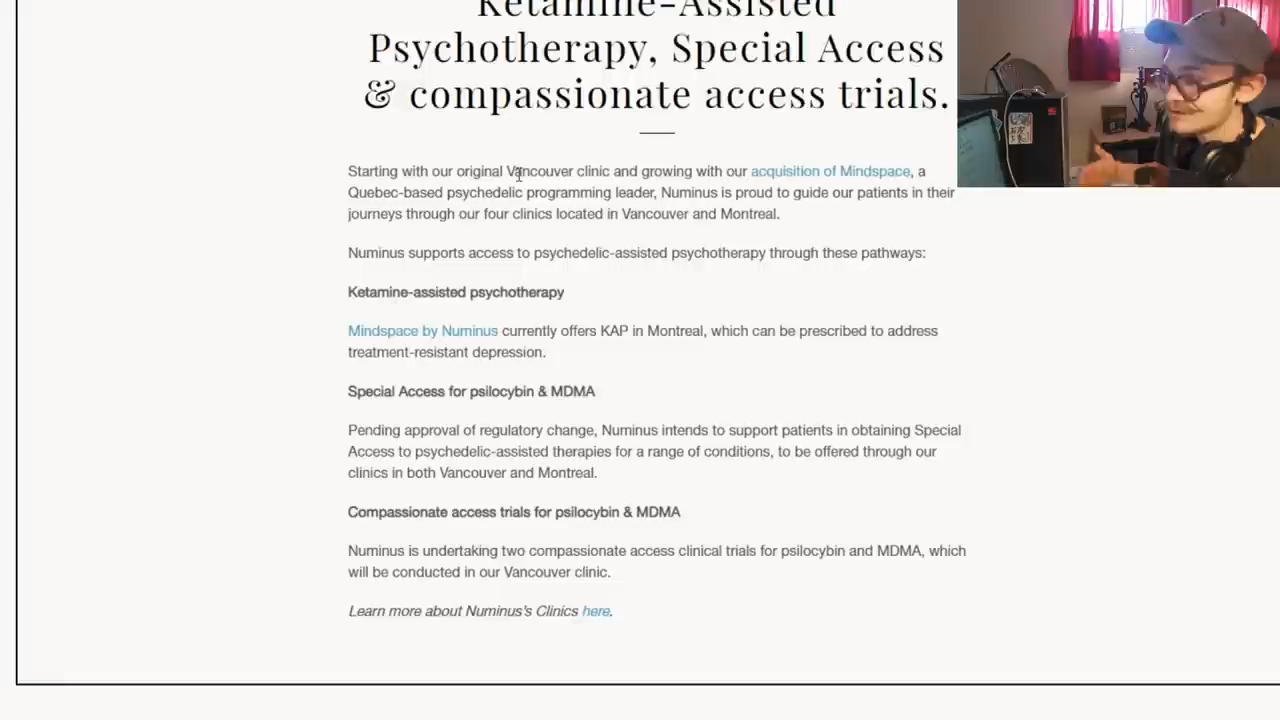 Ketamine-Assisted
Psychotherapy, Special Access
& compassionate access trials.
Starting with our original Vancouver clinic and growing with our acquisition of Mindspace, a
Quebec-based psychedelic programming leader, Numinus is proud to guide our patients in their
journeys through our four clinics located in Vancouver and Montreal.
Numinus supports access to psychedelic-assisted psychotherapy through these pathways:
Ketamine-assisted psychotherapy
Mindspace by Numinus currently offers KAP in Montreal, which can be prescribed to address
treatment-resistant depression.
Special Access for psilocybin & MDMA
Pending approval of regulatory change, Numinus intends to support patients in obtaining Special
Access to psychedelic-assisted therapies for a range of conditions, to be offered through our
clinics in both Vancouver and Montreal.
Compassionate access trials for psilocybin & MDMA
Numinus is undertaking two compassionate access clinical trials for psilocybin and MDMA, which
will be conducted in our Vancouver clinic.
Learn more about Numinus's Clinics here.